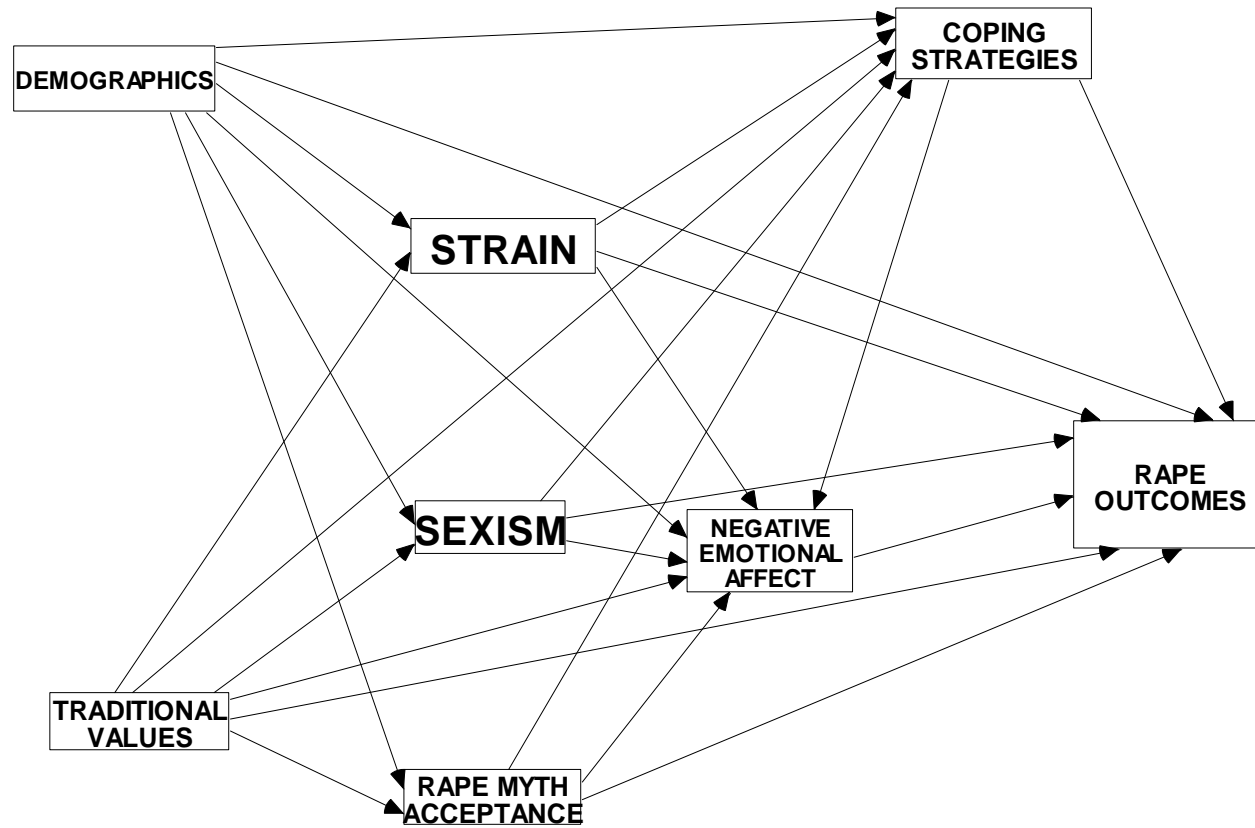 DEMOGRAPHICS
COPING
STRATEGIES
STRAIN
SEXISM
NEGATIVE
EMOTIONAL
AFFECT
RAPE
OUTCOMES
TRADITIONAL
VALUES
RAPE MYTH
ACCEPTANCE